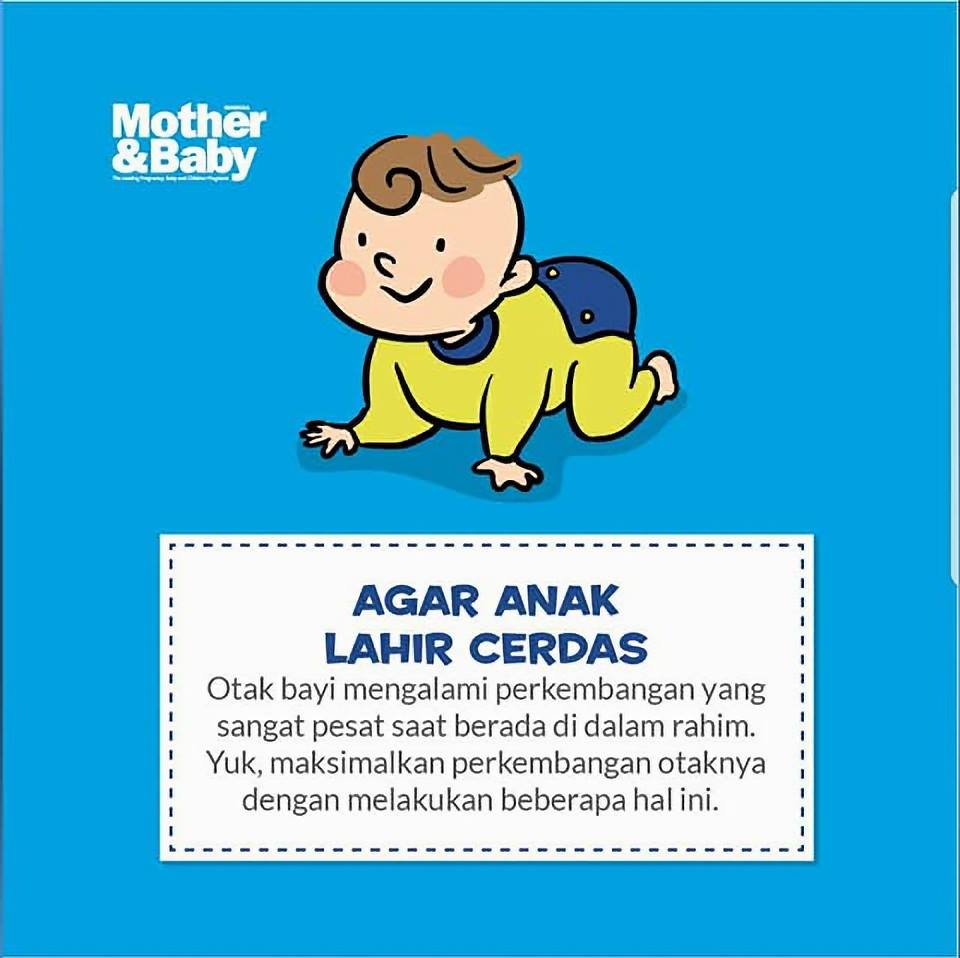 Mother
&Baby
AGAR ANAK
LAHIR CERDAS
Otak bayi mengalami perkembangan yang
sangat pesat saat berada di dalam rahim.
Yuk, maksimalkan perkembangan otaknya
dengan melakukan beberapa hal ini.